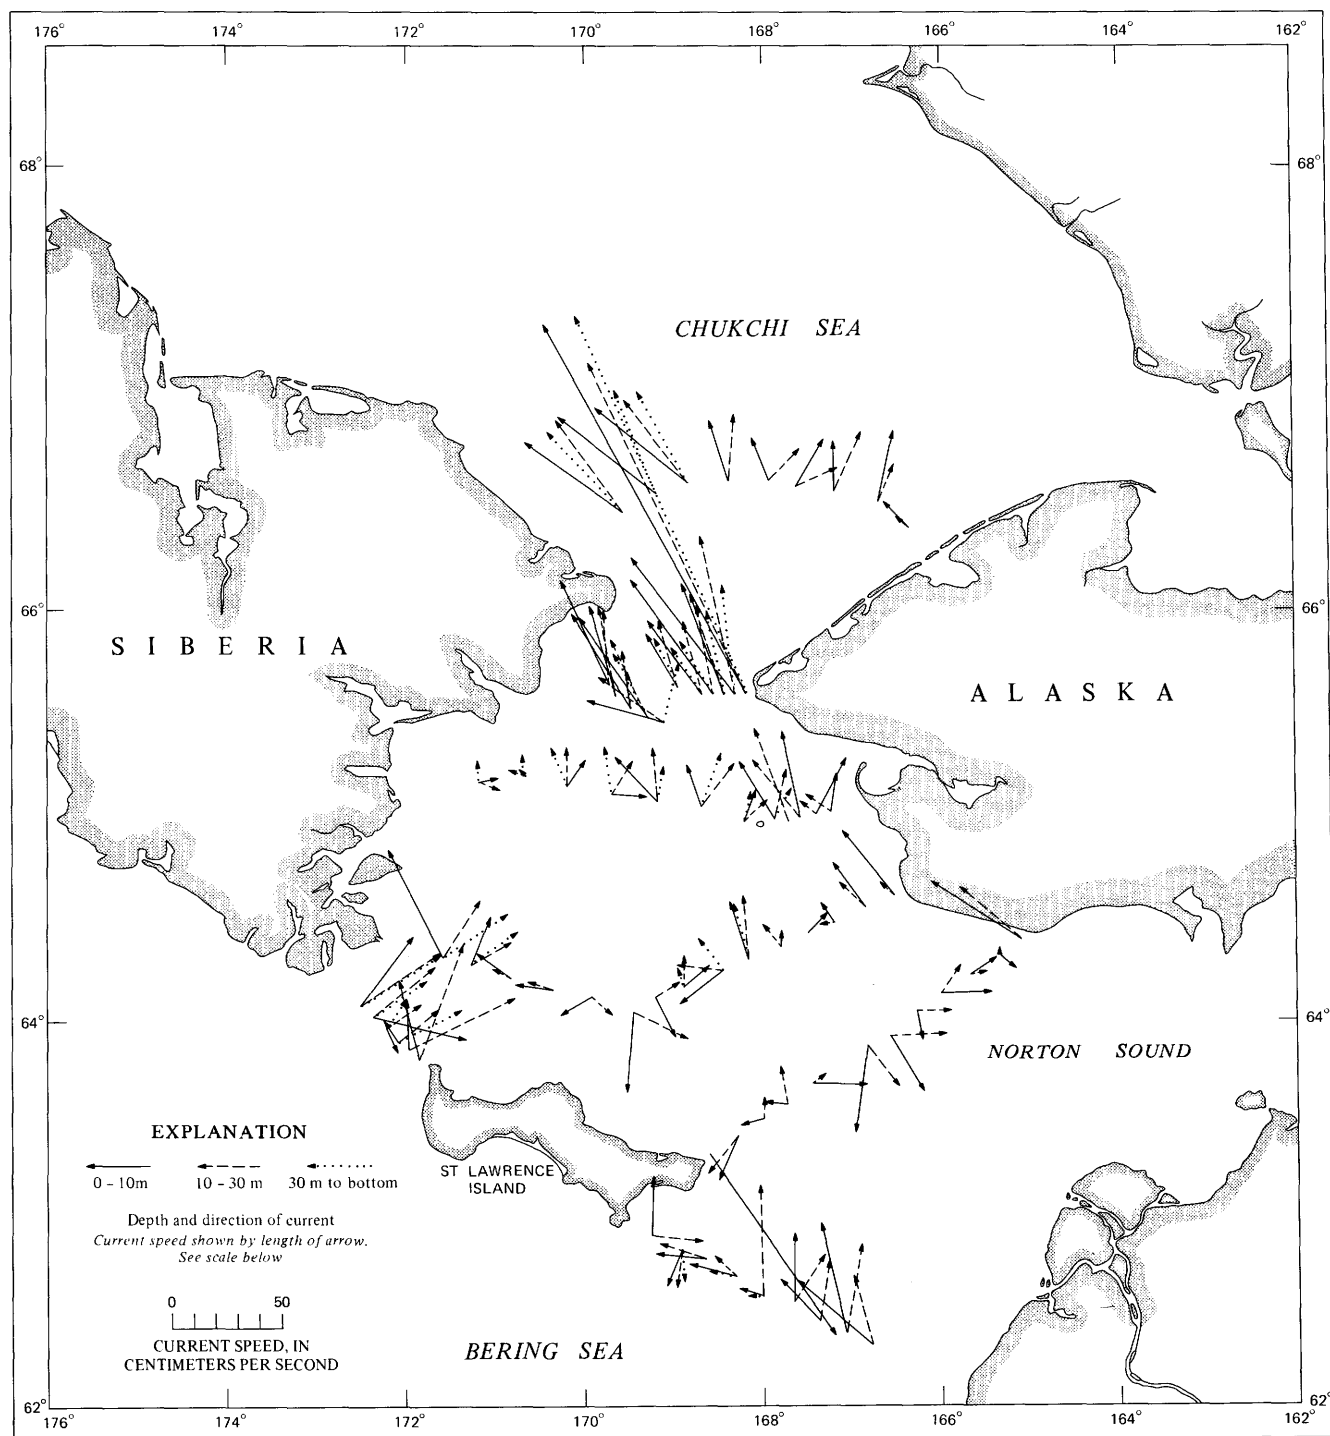 176° 174° 172° 170° 168° 166° 164° 162°
68° 68°
CHUKCHI SEA
66° 66°
SIBERIA
ALASKA
64° 64°
NORTON SOUND
EXPLANATION
0 – 10m 10 – 30 m 30 m to bottom
Depth and direction of current
Current speed shown by length of arrow.
See scale below
ST LAWRENCE
ISLAND
0 50
CURRENT SPEED, IN
CENTIMETERS PER SECOND
BERING SEA
62° 62°
176° 174° 172° 170° 168° 166° 164° 162°